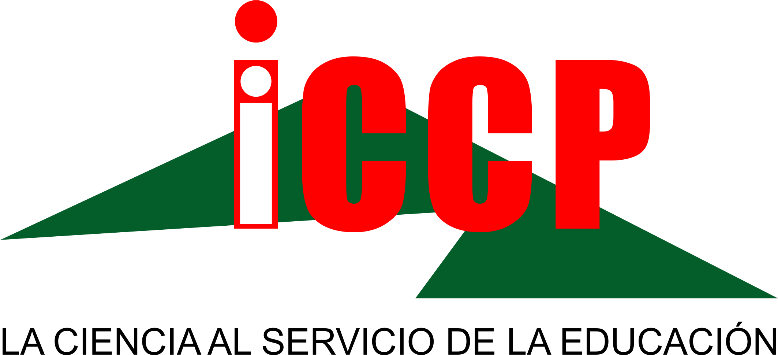 iCCP
LA CIENCIA AL SERVICIO DE LA EDUCACIÓN